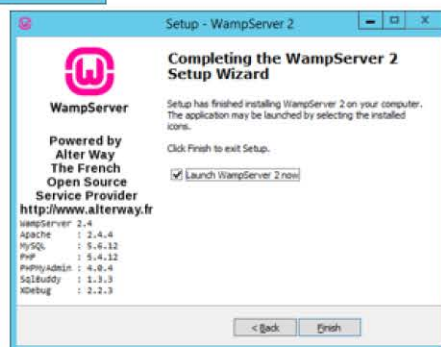 Setup - WampServer 2
WampServer
Powered by
Alter Way
The French
Open Source
Service Provider
http://www.alterway.fr
WampServer 2.4
Apache : 2.4.4
MySQL : 5.6.12
PHP : 5.4.12
PHPMyAdmin : 4.0.4
SqlBuddy : 1.3.3
XDebug : 2.2.3
Completing the WampServer 2
Setup Wizard
Setup has finished installing WampServer 2 on your computer.
The application may be launched by selecting the installed
icons.
Click Finish to exit Setup.
Launch WampServer 2 now
< Back
Finish